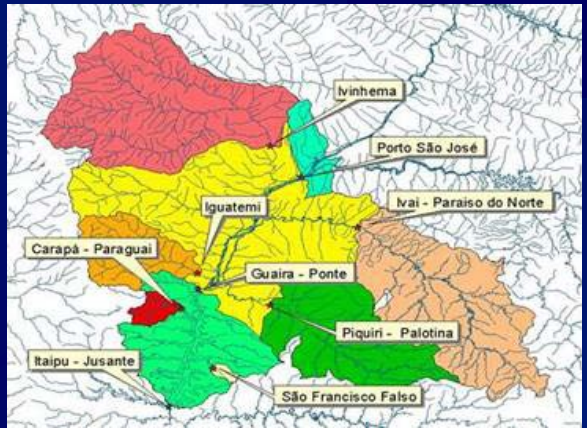 Ivinhema
Porto São José
Ivai - Paraiso do Norte
Iguatemi
Carapá - Paraguai
Guaira - Ponte
Piquiri - Palotina
Itaipu - Jusante
São Francisco Falso